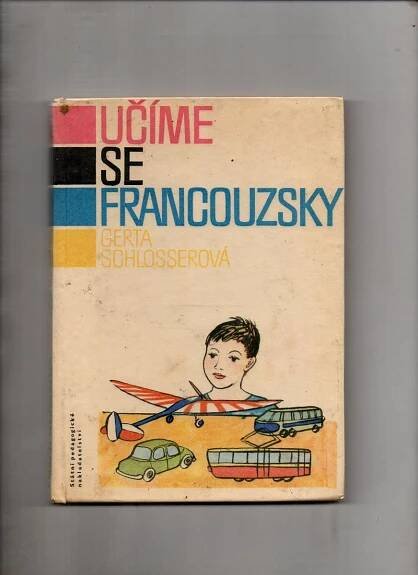 UČÍME
SE
FRANCOUZSKY
GERTA
SCHLOSSEROVÁ
Státní pedagogické
nakladatelství